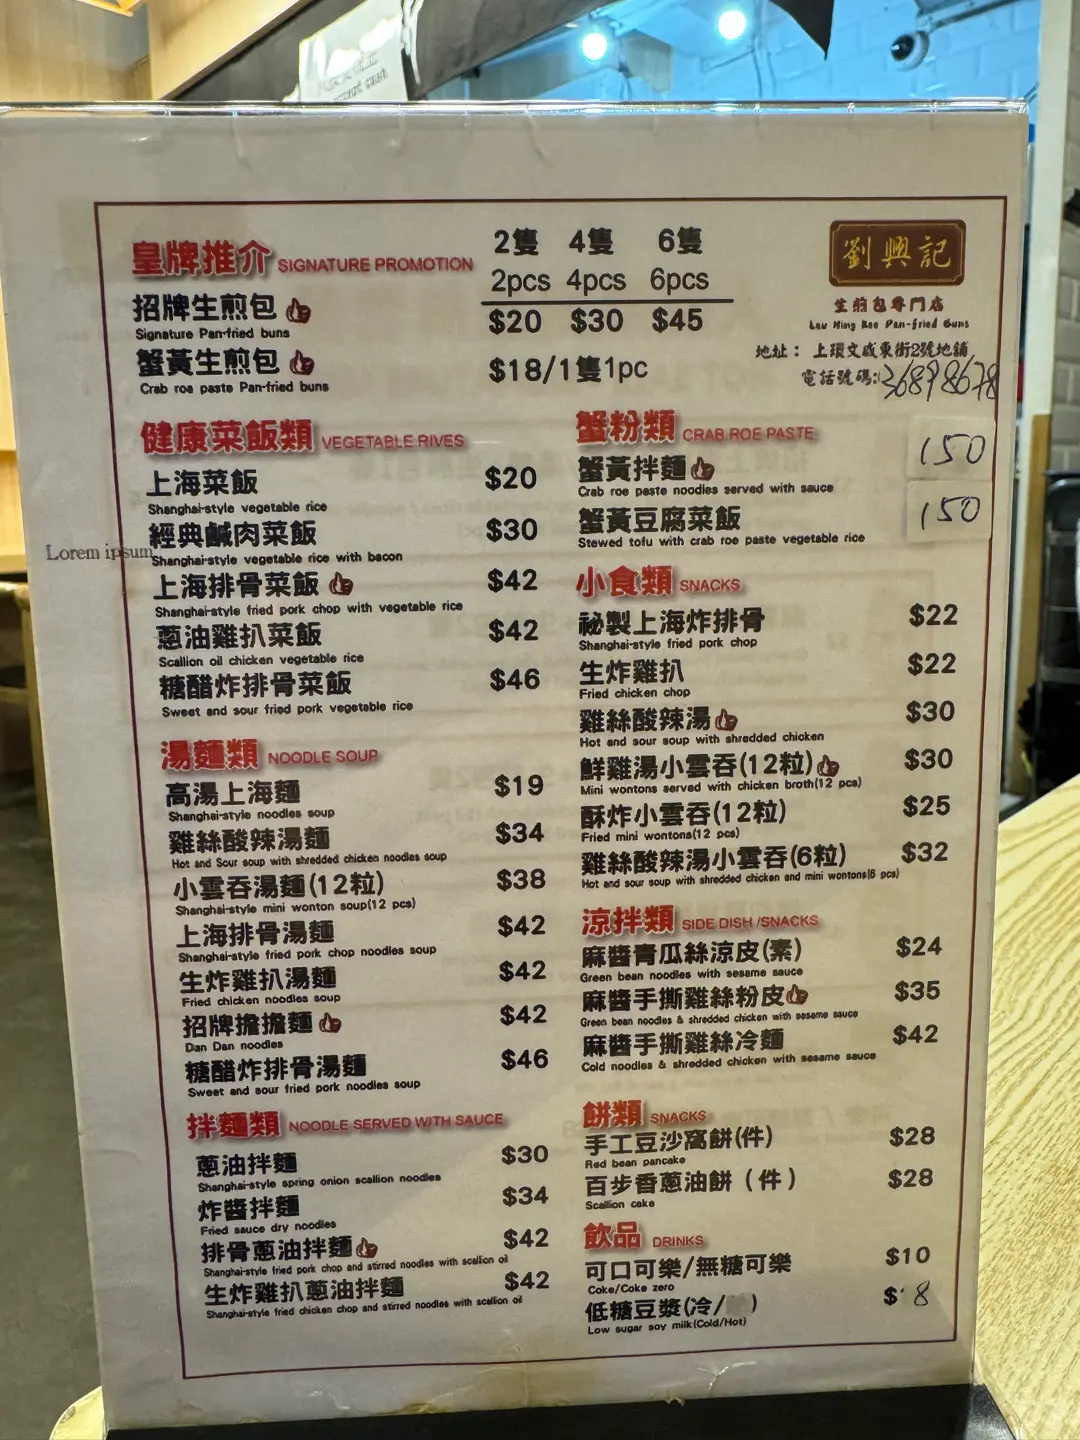 皇牌推介 SIGNATURE PROMOTION
2隻 4隻 6隻
2pcs 4pcs 6pcs
招牌生煎包 $20 $30 $45
Signature Pan-fried buns
蟹黃生煎包 $18/1隻1pc
Crab roe paste Pan-fried buns
劉興記
生煎包專門店
Lau Hing Kee Pan-fried Buns
地址：上環文咸東街2號地舖
電話號碼:36898678
健康菜飯類 VEGETABLE RIVES
上海菜飯 $20
Shanghai-style vegetable rice
經典鹹肉菜飯 $30
Shanghai-style vegetable rice with bacon
Lorem ipsum
上海排骨菜飯 $42
Shanghai-style fried pork chop with vegetable rice
蔥油雞扒菜飯 $42
Scallion oil chicken vegetable rice
糖醋炸排骨菜飯 $46
Sweet and sour fried pork vegetable rice
湯麵類 NOODLE SOUP
高湯上海麵 $19
Shanghai-style noodles soup
雞絲酸辣湯麵 $34
Hot and Sour soup with shredded chicken noodles soup
小雲吞湯麵(12粒) $38
Shanghai-style mini wonton soup(12 pcs)
上海排骨湯麵 $42
Shanghai-style fried pork chop noodles soup
生炸雞扒湯麵 $42
Fried chicken noodles soup
招牌擔擔麵 $42
Dan Dan noodles
糖醋炸排骨湯麵 $46
Sweet and sour fried pork noodles soup
拌麵類 NOODLE SERVED WITH SAUCE
蔥油拌麵 $30
Shanghai-style spring onion scallion noodles
炸醬拌麵 $34
Fried sauce dry noodles
排骨蔥油拌麵 $42
Shanghai-style fried pork chop and stirred noodles with scallion oil
生炸雞扒蔥油拌麵 $42
Shanghai-style fried chicken chop and stirred noodles with scallion oil
蟹粉類 CRAB ROE PASTE
蟹黃拌麵 150
Crab roe paste noodles served with sauce
蟹黃豆腐菜飯 150
Stewed tofu with crab roe paste vegetable rice
小食類 SNACKS
祕製上海炸排骨 $22
Shanghai-style fried pork chop
生炸雞扒 $22
Fried chicken chop
雞絲酸辣湯 $30
Hot and sour soup with shredded chicken
鮮雞湯小雲吞(12粒) $30
Mini wontons served with chicken broth(12 pcs)
酥炸小雲吞(12粒) $25
Fried mini wontons(12 pcs)
雞絲酸辣湯小雲吞(6粒) $32
Hot and sour soup with shredded chicken and mini wontons(6 pcs)
涼拌類 SIDE DISH /SNACKS
麻醬青瓜絲涼皮(素) $24
Green bean noodles with sesame sauce
麻醬手撕雞絲粉皮 $35
Green bean noodles & shredded chicken with sesame sauce
麻醬手撕雞絲冷麵 $42
Cold noodles & shredded chicken with sesame sauce
餅類 SNACKS
手工豆沙窩餅(件) $28
Red bean pancake
百步香蔥油餅（件） $28
Scallion cake
飲品 DRINKS
可口可樂/無糖可樂 $10
Coke/Coke zero
低糖豆漿(冷/ ) $ 8
Low sugar soy milk(Cold/Hot)